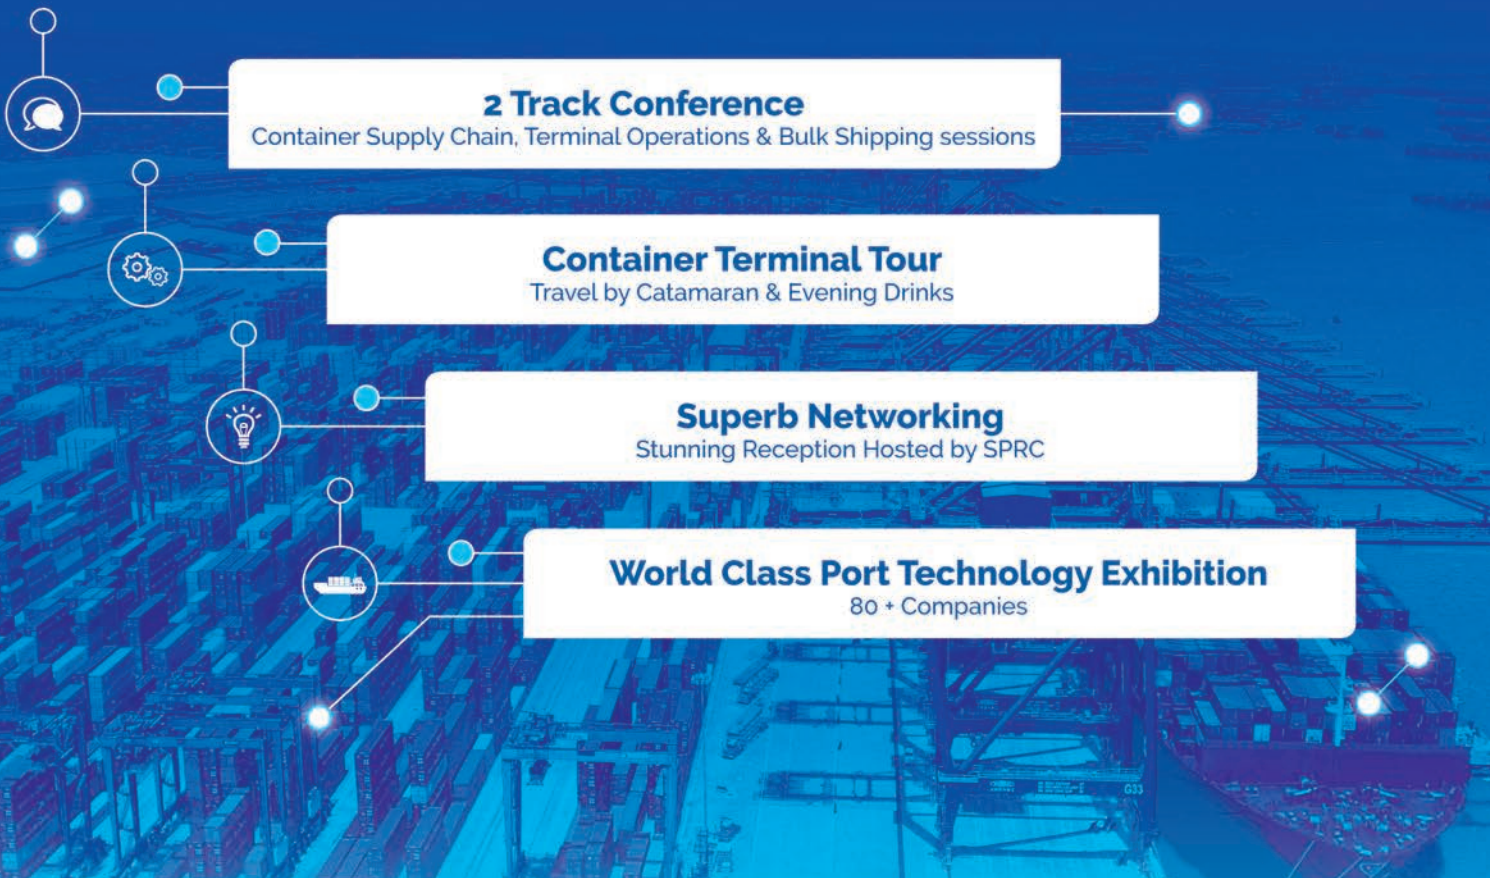 2 Track Conference
Container Supply Chain, Terminal Operations & Bulk Shipping sessions
Container Terminal Tour
Travel by Catamaran & Evening Drinks
Superb Networking
Stunning Reception Hosted by SPRC
World Class Port Technology Exhibition
80 + Companies
G33